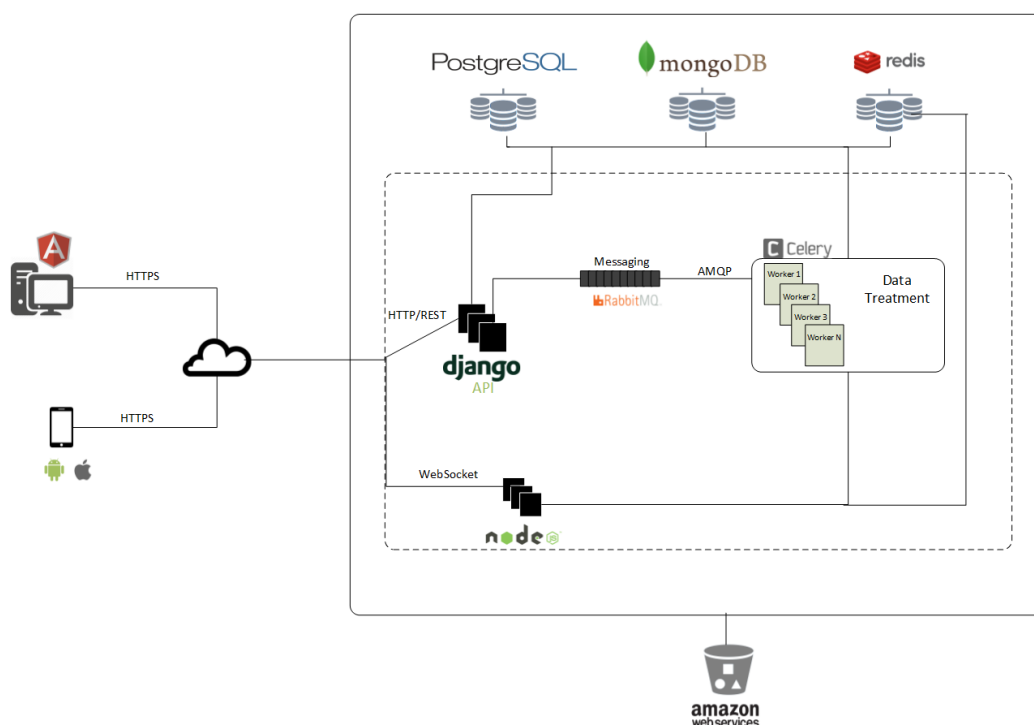 PostgreSQL
mongoDB
redis
A
HTTPS
HTTPS
HTTP/REST
django
API
Messaging
RabbitMQ
AMQP
C Celery
Worker 1
Worker 2
Worker 3
Worker N
Data
Treatment
WebSocket
node
JS
amazon
webservices